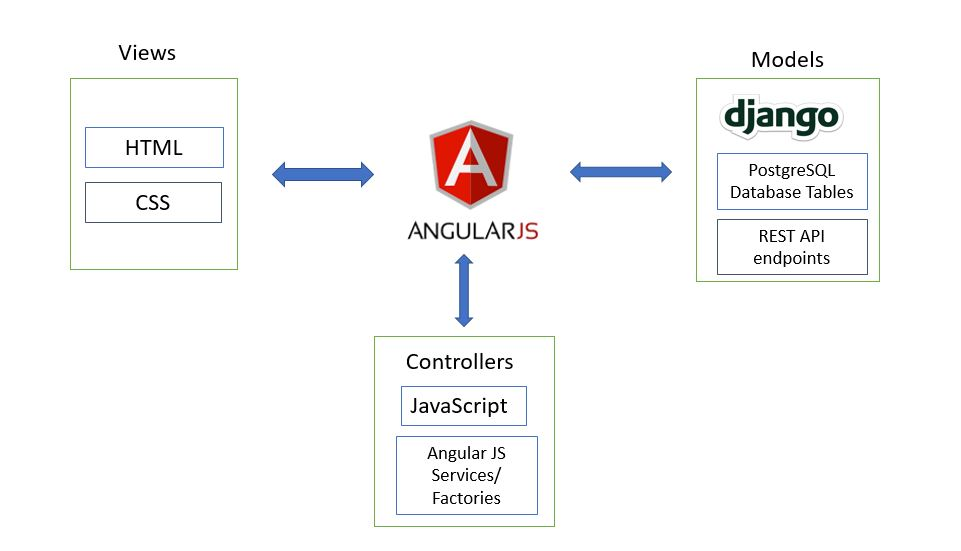 Views
HTML
CSS
ANGULARJS
Models
django
PostgreSQL
Database Tables
REST API
endpoints
Controllers
JavaScript
Angular JS
Services/
Factories